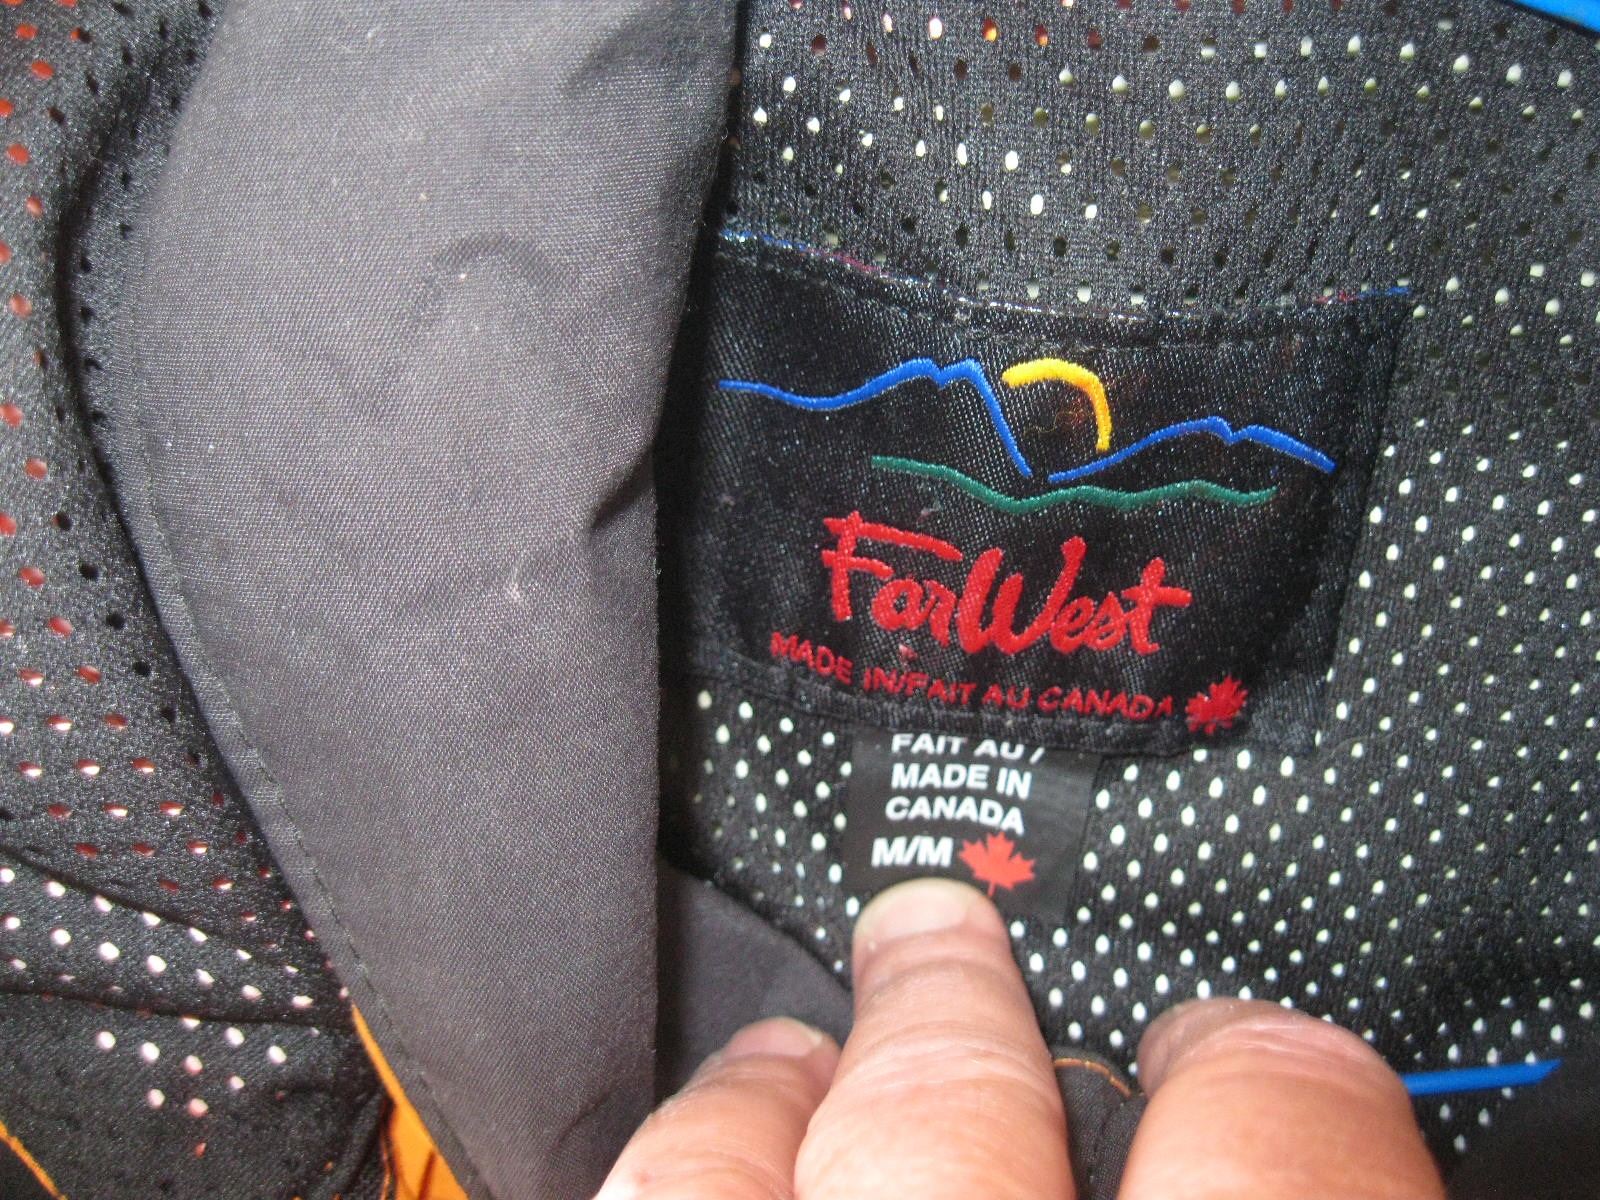 FarWest
MADE IN/FAIT AU CANADA
FAIT AU /
MADE IN
CANADA
M/M